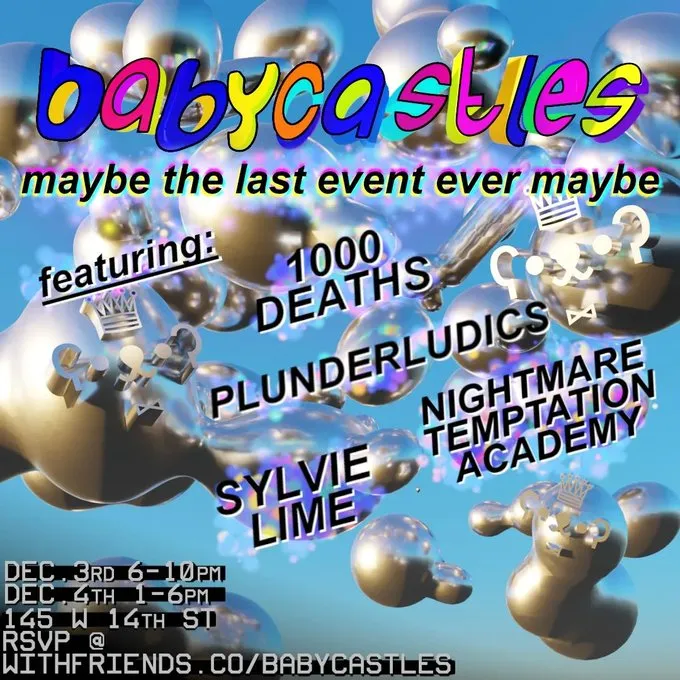 babycastles
maybe the last event ever maybe
featuring:
1000
DEATHS
PLUNDERLUDICS
NIGHTMARE
TEMPTATION
ACADEMY
SYLVIE
LIME
DEC.3RD 6-10PM
DEC.4TH 1-6PM
145 W 14TH ST
RSVP @
WITHFRIENDS.CO/BABYCASTLES